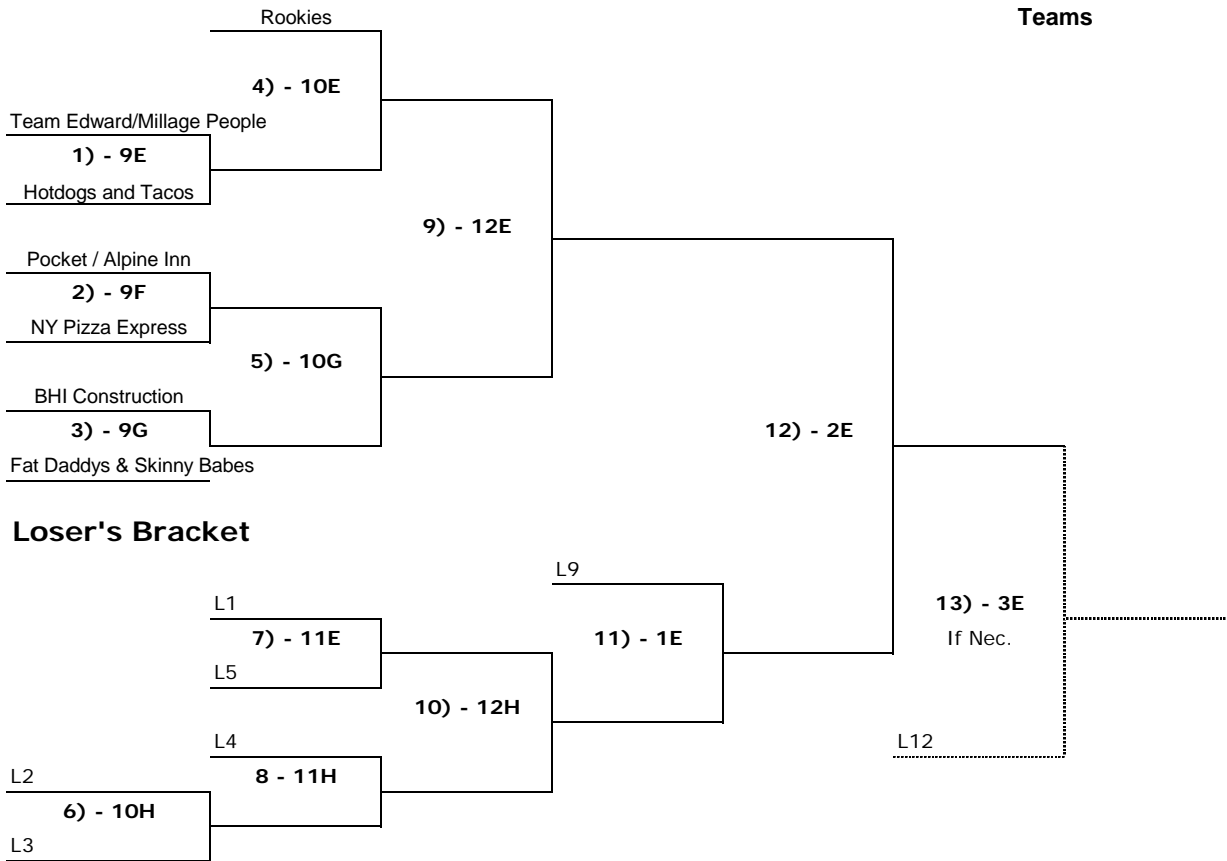 Rookies
Teams
4) - 10E
Team Edward/Millage People
1) - 9E
Hotdogs and Tacos
9) - 12E
Pocket / Alpine Inn
2) - 9F
NY Pizza Express
5) - 10G
BHI Construction
3) - 9G
12) - 2E
Fat Daddys & Skinny Babes
Loser's Bracket
L9
L1
13) - 3E
7) - 11E
11) - 1E
If Nec.
L5
10) - 12H
L4
L12
L2
8 - 11H
6) - 10H
L3